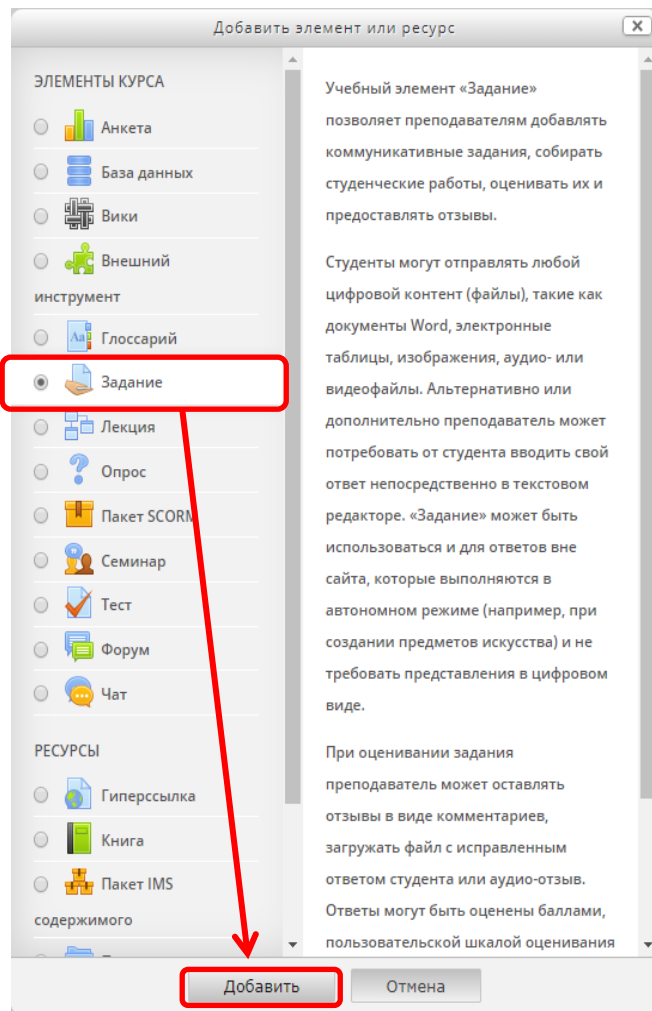 Добавить элемент или ресурс
ЭЛЕМЕНТЫ КУРСА
Анкета
База данных
Вики
Внешний
инструмент
Глоссарий
Задание
Лекция
Опрос
Пакет SCORM
Семинар
Тест
Форум
Чат
РЕСУРСЫ
Гиперссылка
Книга
Пакет IMS
содержимого
Учебный элемент «Задание»
позволяет преподавателям добавлять
коммуникативные задания, собирать
студенческие работы, оценивать их и
предоставлять отзывы.
Студенты могут отправлять любой
цифровой контент (файлы), такие как
документы Word, электронные
таблицы, изображения, аудио- или
видеофайлы. Альтернативно или
дополнительно преподаватель может
потребовать от студента вводить свой
ответ непосредственно в текстовом
редакторе. «Задание» может быть
использоваться и для ответов вне
сайта, которые выполняются в
автономном режиме (например, при
создании предметов искусства) и не
требовать представления в цифровом
виде.
При оценивании задания
преподаватель может оставлять
отзывы в виде комментариев,
загружать файл с исправленным
ответом студента или аудио-отзыв.
Ответы могут быть оценены баллами,
пользовательской шкалой оценивания
Добавить
Отмена